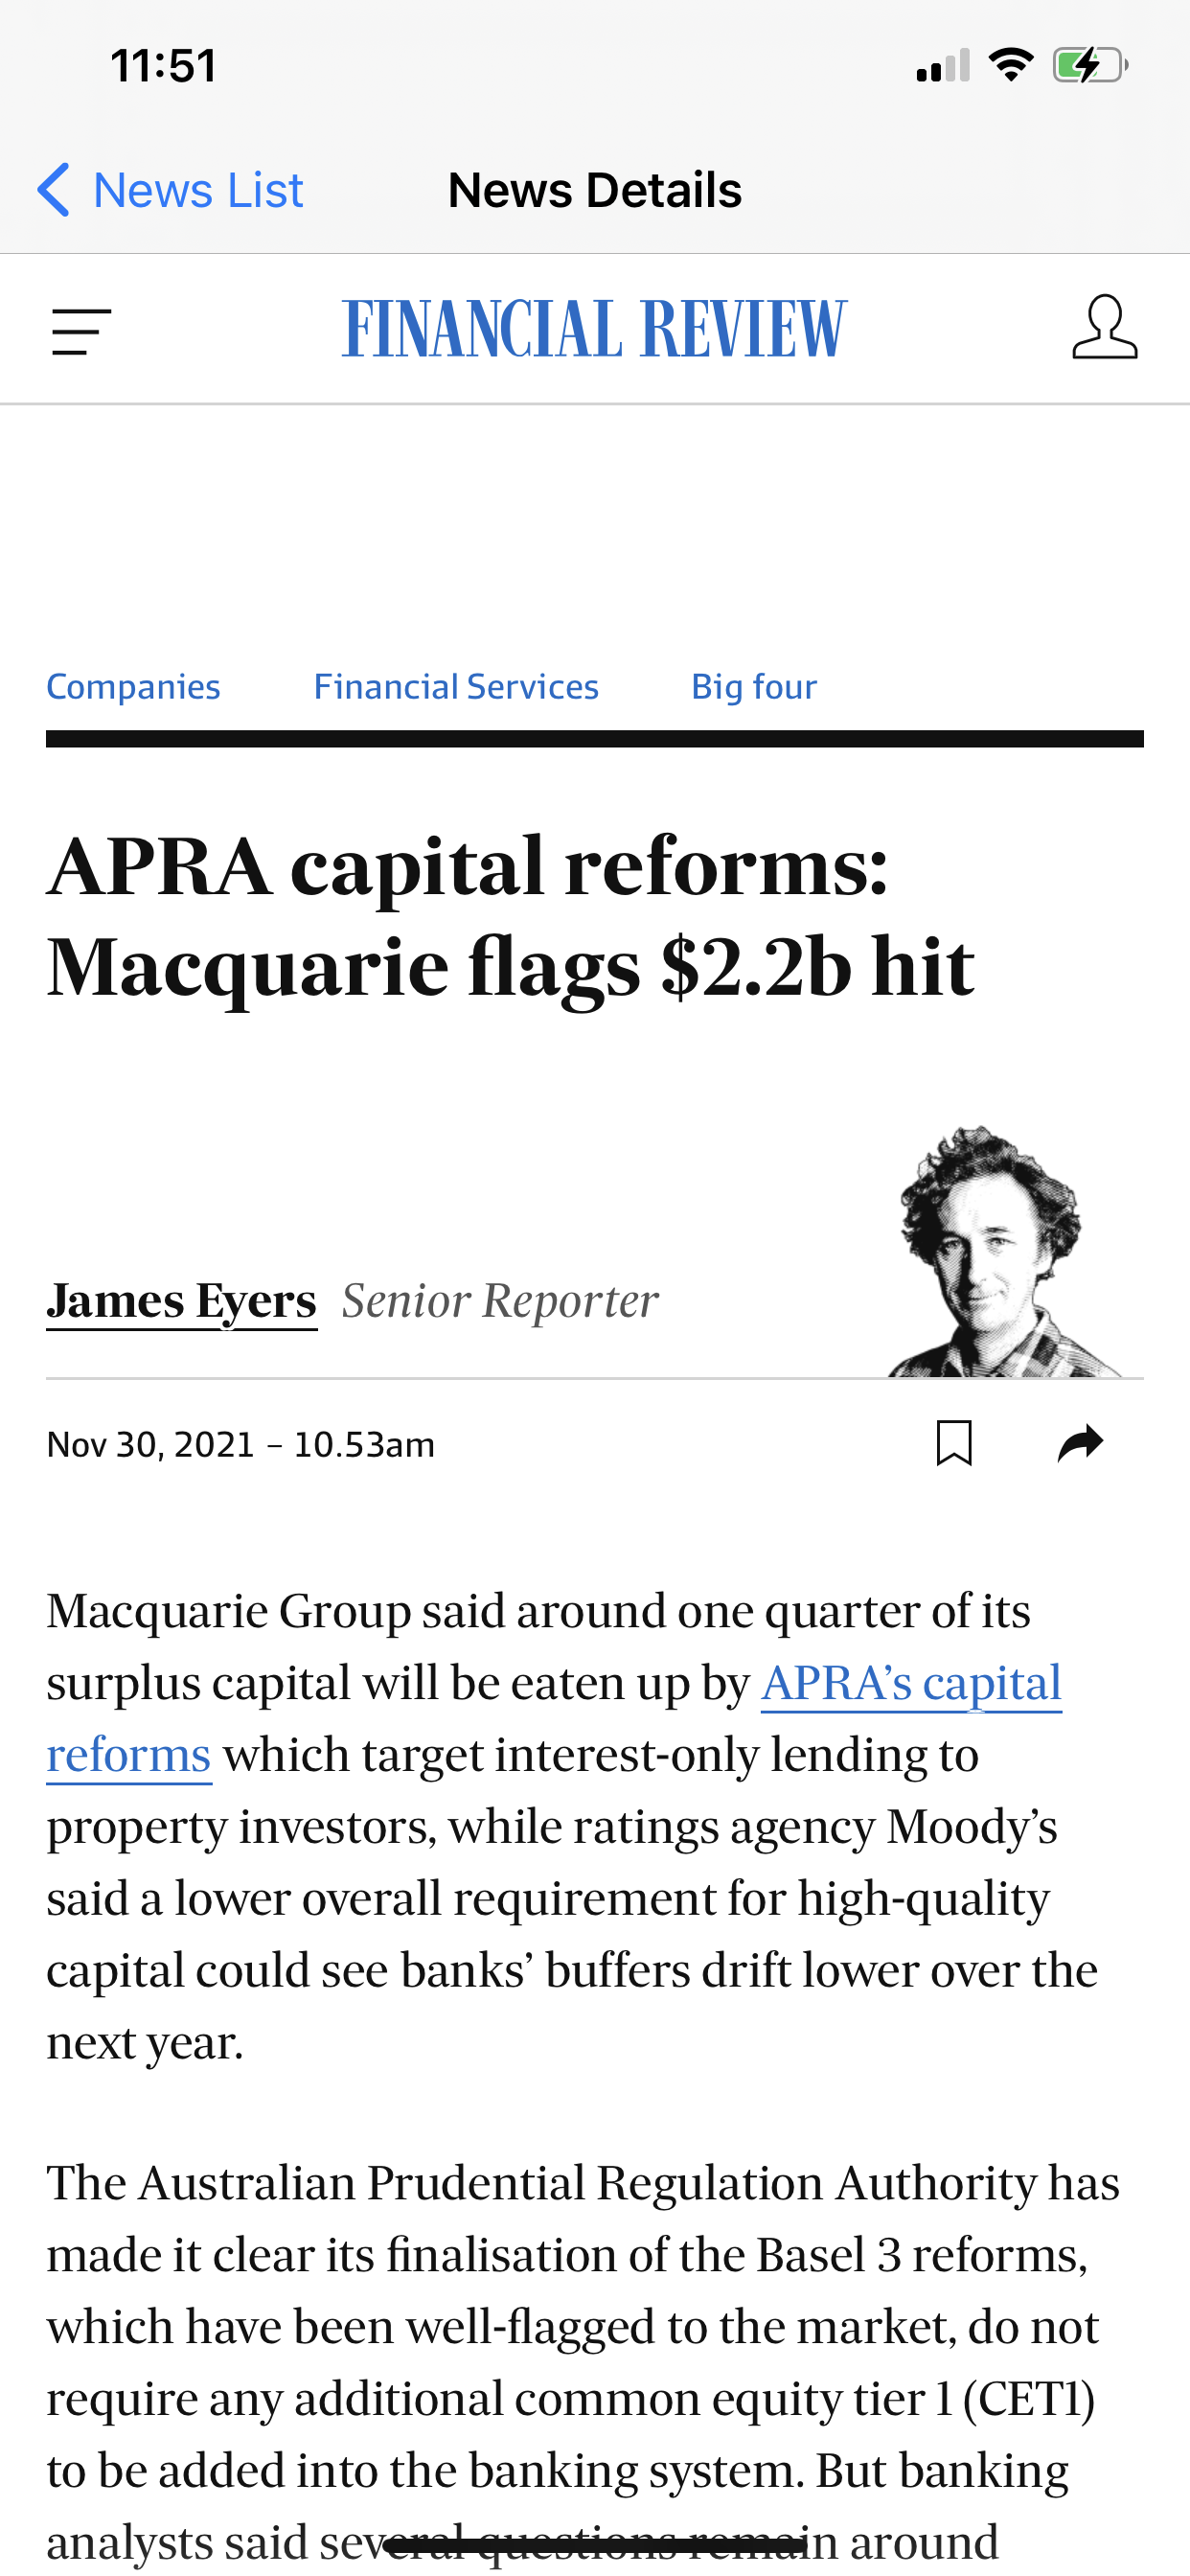 11:51
News List
News Details
FINANCIAL REVIEW
Companies
Financial Services
Big four
APRA capital reforms:
Macquarie flags $2.2b hit
James Eyers Senior Reporter
Nov 30, 2021 – 10.53am
Macquarie Group said around one quarter of its
surplus capital will be eaten up by APRA’s capital
reforms which target interest-only lending to
property investors, while ratings agency Moody’s
said a lower overall requirement for high-quality
capital could see banks’ buffers drift lower over the
next year.
The Australian Prudential Regulation Authority has
made it clear its finalisation of the Basel 3 reforms,
which have been well-flagged to the market, do not
require any additional common equity tier 1 (CET1)
to be added into the banking system. But banking
analysts said several questions remain around